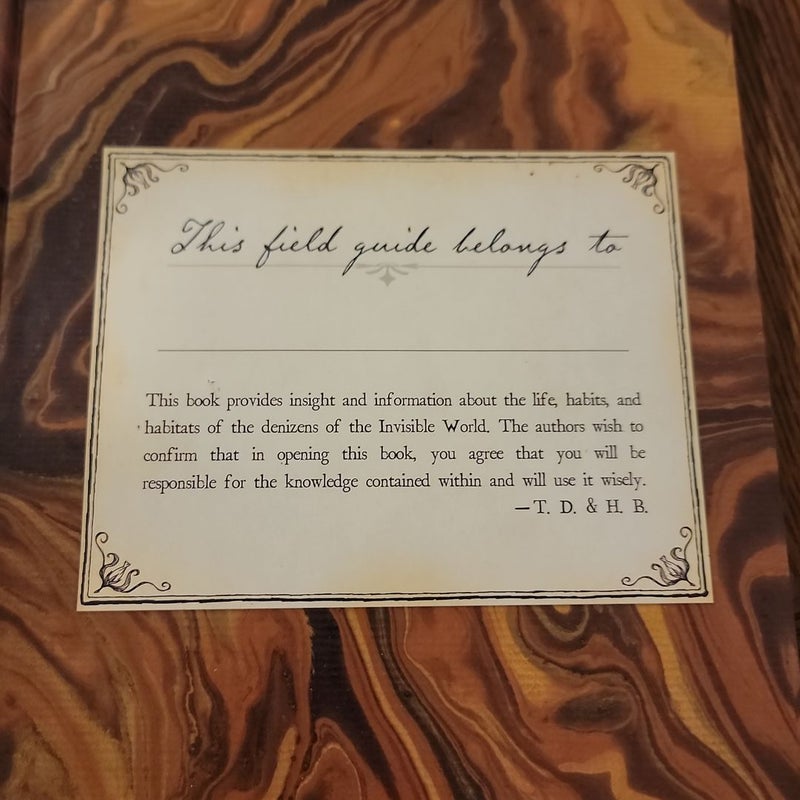 This field guide belongs to
This book provides insight and information about the life, habits, and
habitats of the denizens of the Invisible World. The authors wish to
confirm that in opening this book, you agree that you will be
responsible for the knowledge contained within and will use it wisely.
—T. D. & H. B.